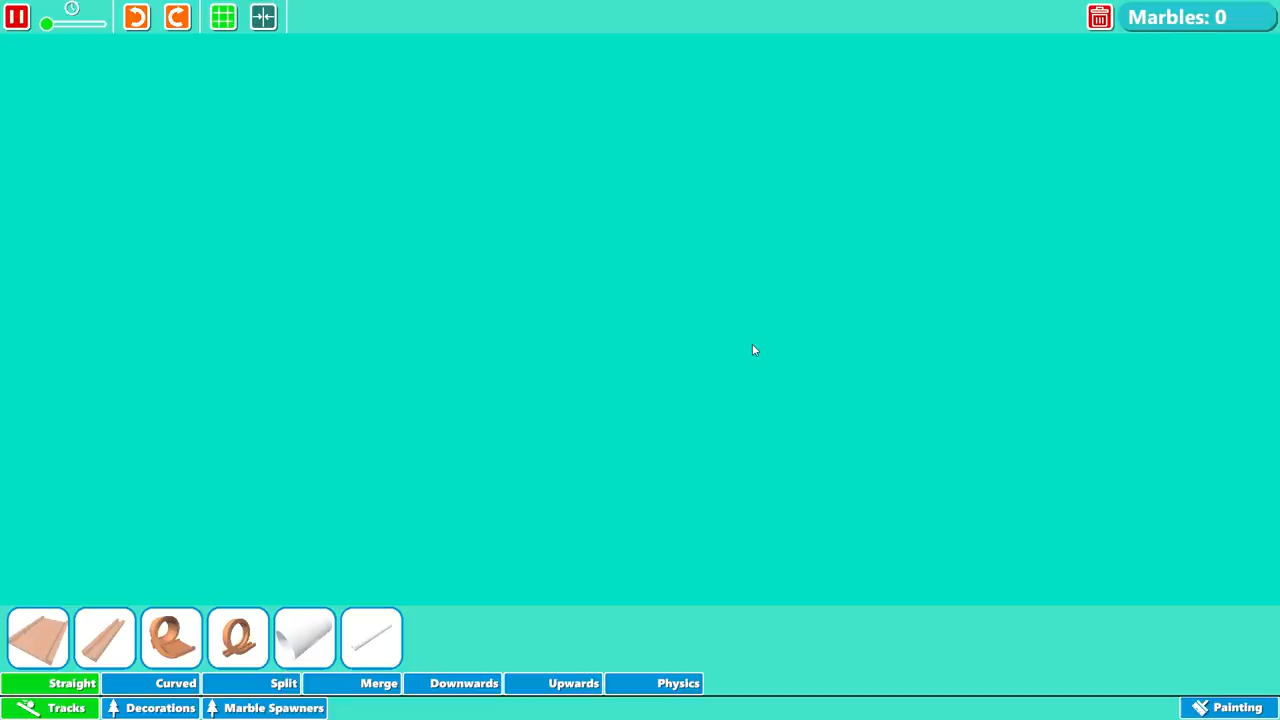 Marbles: 0
Straight
Curved
Split
Merge
Downwards
Upwards
Physics
Tracks
Decorations
Marble Spawners
Painting